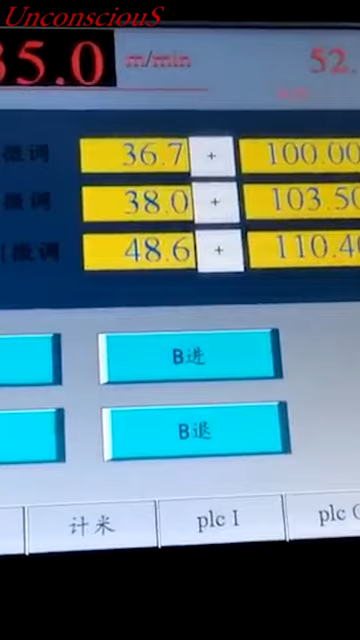 UnconsciouS
35.0 m/min 52.
微调 36.7 + 100.00
微调 38.0 + 103.50
微调 48.6 + 110.40
B进
B退
计米 plc I plc